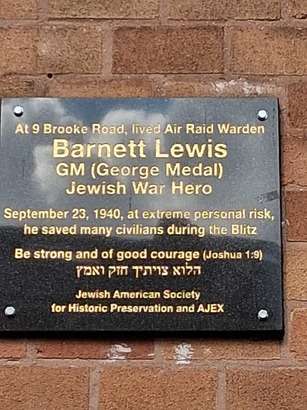 At 9 Brooke Road, lived Air Raid Warden
Barnett Lewis
GM (George Medal)
Jewish War Hero
September 23, 1940, at extreme personal risk,
he saved many civilians during the Blitz
Be strong and of good courage (Joshua 1:9)
הלוא צויתיך חזק ואמץ
Jewish American Society
for Historic Preservation and AJEX